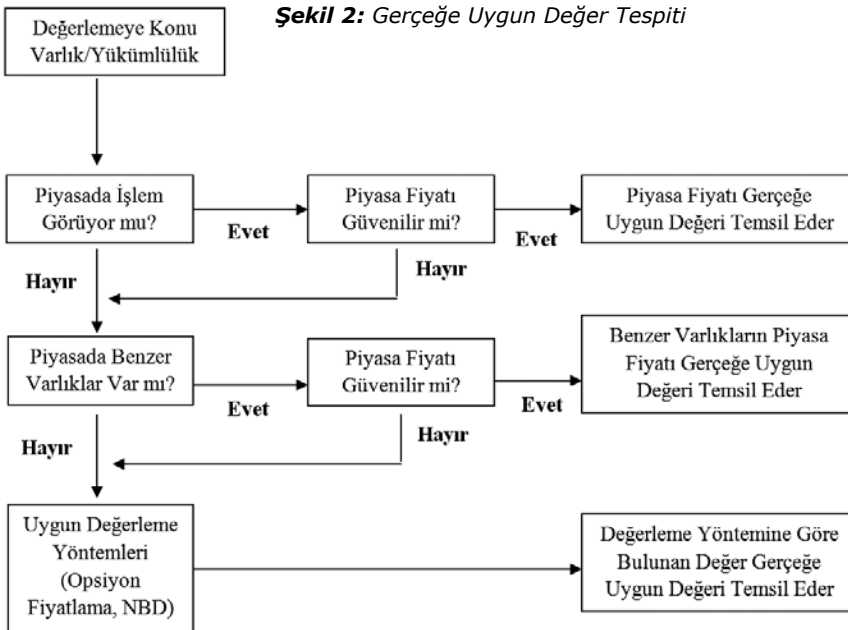 Şekil 2: Gerçeğe Uygun Değer Tespiti
Değerlemeye Konu
Varlık/Yükümlülük
Piyasada İşlem
Görüyor mu?
Evet
Piyasa Fiyatı
Güvenilir mi?
Evet
Piyasa Fiyatı Gerçeğe
Uygun Değeri Temsil Eder
Hayır
Hayır
Piyasada Benzer
Varlıklar Var mı?
Evet
Piyasa Fiyatı
Güvenilir mi?
Evet
Benzer Varlıkların Piyasa
Fiyatı Gerçeğe Uygun
Değeri Temsil Eder
Hayır
Hayır
Uygun Değerleme
Yöntemleri
(Opsiyon
Fiyatlama, NBD)
Değerleme Yöntemine Göre
Bulunan Değer Gerçeğe
Uygun Değeri Temsil Eder